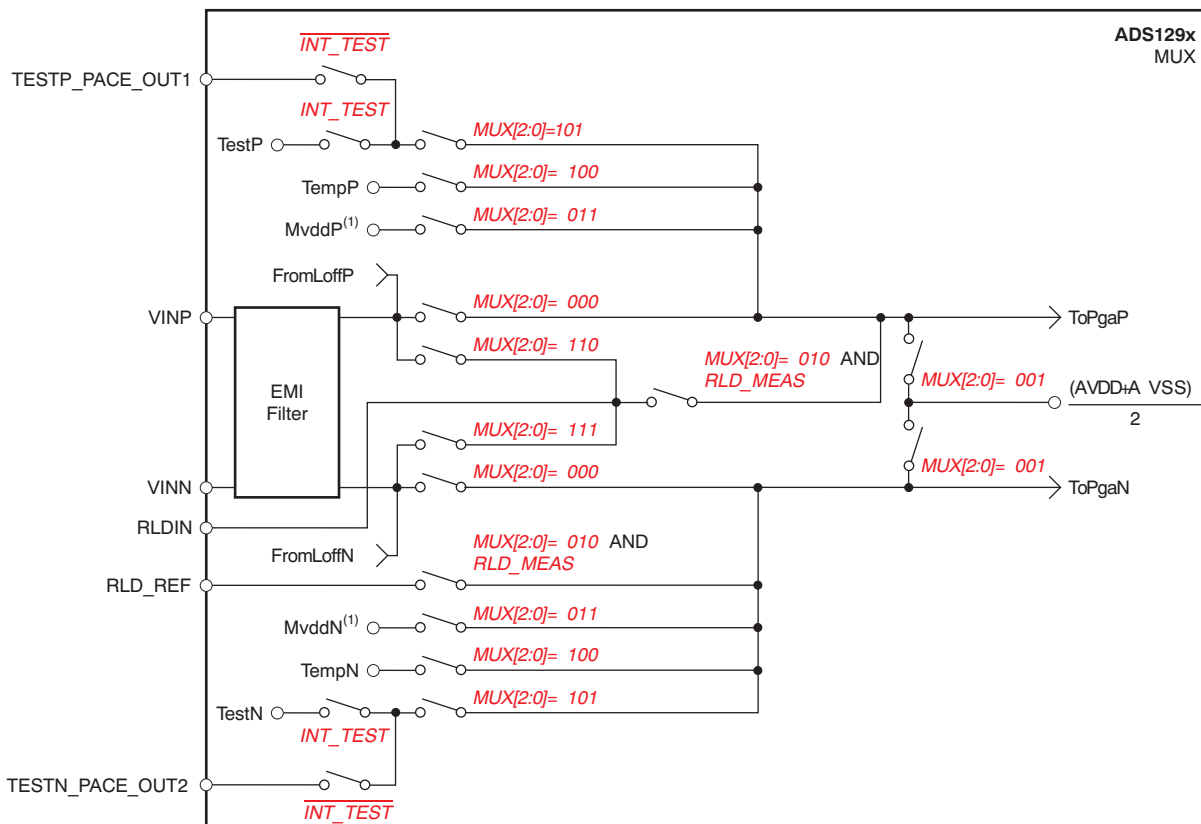 ADS129x
MUX
INT_TEST
TESTP_PACE_OUT1
INT_TEST
TestP
MUX[2:0]=101
TempP
MUX[2:0]= 100
MvddP(1)
MUX[2:0]= 011
FromLoffP
VINP
MUX[2:0]= 000
ToPgaP
MUX[2:0]= 110
MUX[2:0]= 010 AND
RLD_MEAS
EMI
Filter
MUX[2:0]= 001
(AVDD+A VSS)
2
MUX[2:0]= 111
MUX[2:0]= 001
VINN
MUX[2:0]= 000
ToPgaN
RLDIN
FromLoffN
MUX[2:0]= 010 AND
RLD_MEAS
RLD_REF
MvddN(1)
MUX[2:0]= 011
TempN
MUX[2:0]= 100
TestN
MUX[2:0]= 101
INT_TEST
TESTN_PACE_OUT2
INT_TEST